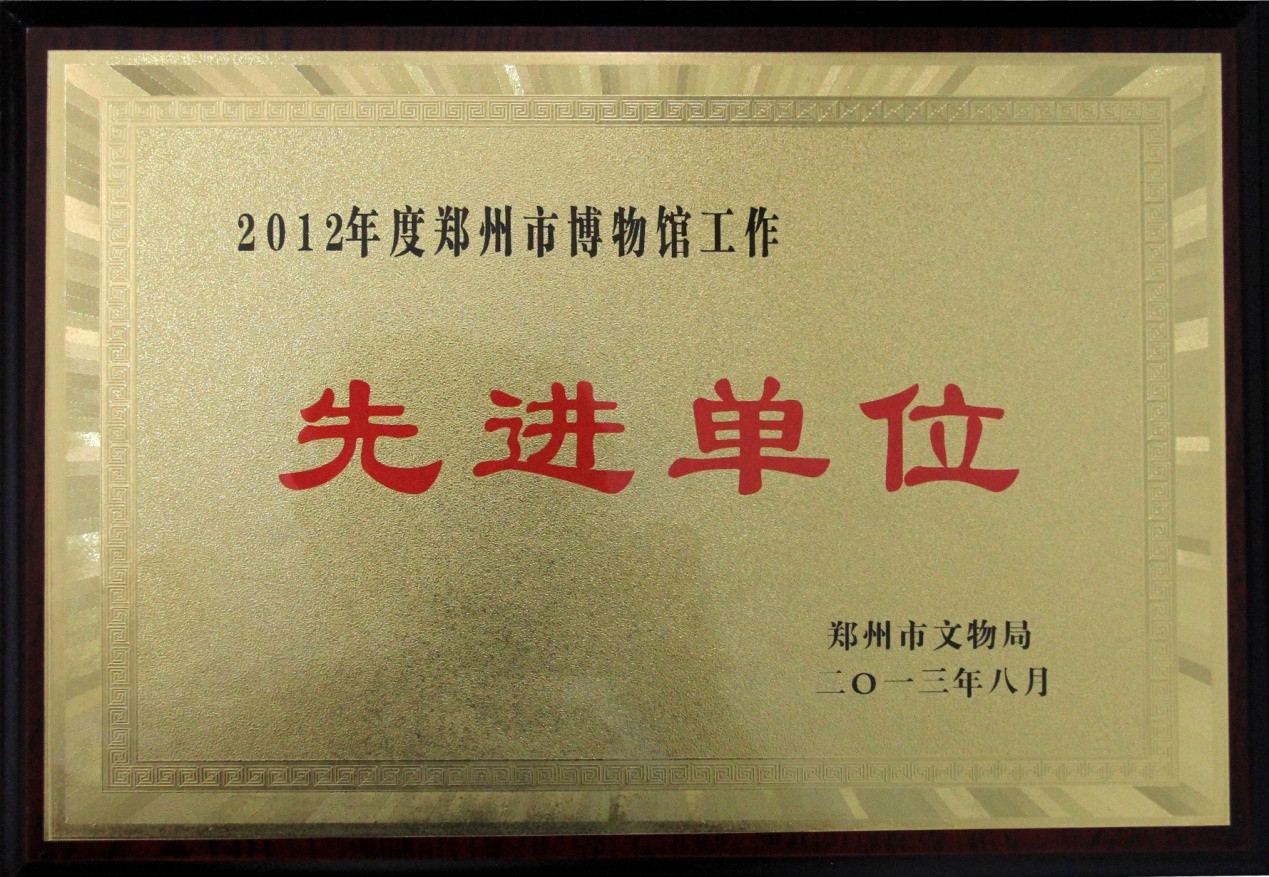 2012年度郑州市博物馆工作
先进单位
郑州市文物局
二〇一三年八月